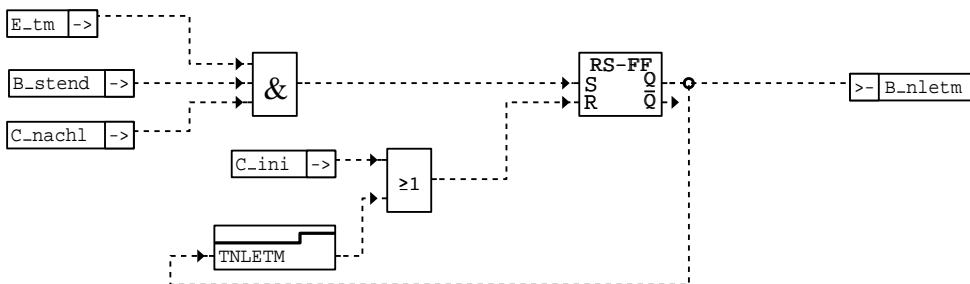 E_tm ->
B_stend ->
C_nachl ->
&
RS-FF
S Q
R Q̅
>- B_nletm
C_ini ->
≥1
TNLETM